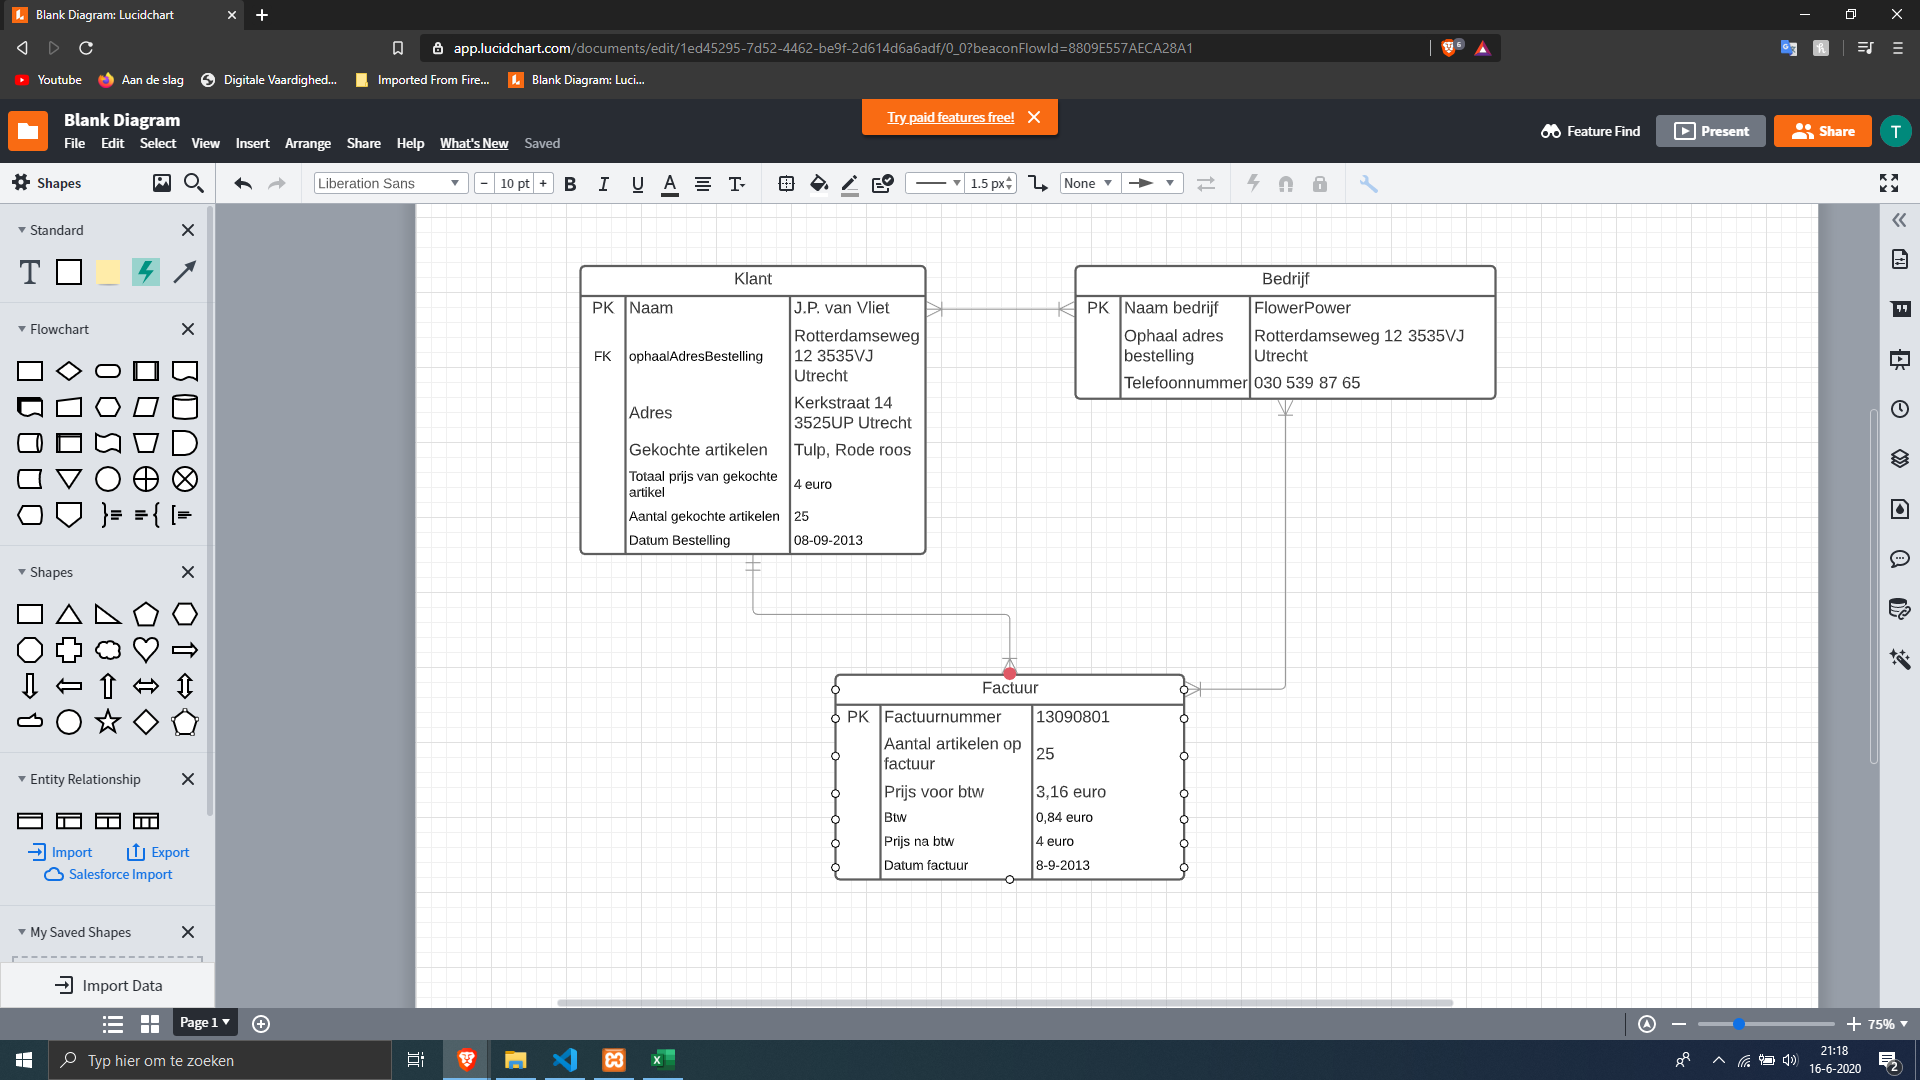 Blank Diagram: Lucidchart
app.lucidchart.com/documents/edit/1ed45295-7d52-4462-be9f-2d614d6a6adf/0_0?beaconFlowId=8809E557AECA28A1
6
Youtube
Aan de slag
Digitale Vaardighed...
Imported From Fire...
Blank Diagram: Luci...
Blank Diagram
Try paid features free!
File Edit Select View Insert Arrange Share Help What's New Saved
Feature Find
Present
Share
T
Shapes
Liberation Sans
− 10 pt +
B I U A T
1.5 px
None
Standard
T
Flowchart
Shapes
Entity Relationship
Import
Export
Salesforce Import
My Saved Shapes
Import Data
Klant
PK Naam J.P. van Vliet
FK ophaalAdresBestelling Rotterdamseweg
12 3535VJ
Utrecht
Adres Kerkstraat 14
3525UP Utrecht
Gekochte artikelen Tulp, Rode roos
Totaal prijs van gekochte
artikel 4 euro
Aantal gekochte artikelen 25
Datum Bestelling 08-09-2013
Bedrijf
PK Naam bedrijf FlowerPower
Ophaal adres
bestelling Rotterdamseweg 12 3535VJ
Utrecht
Telefoonnummer 030 539 87 65
Factuur
PK Factuurnummer 13090801
Aantal artikelen op
factuur 25
Prijs voor btw 3,16 euro
Btw 0,84 euro
Prijs na btw 4 euro
Datum factuur 8-9-2013
Page 1
75%
Typ hier om te zoeken
21:18
16-6-2020
2